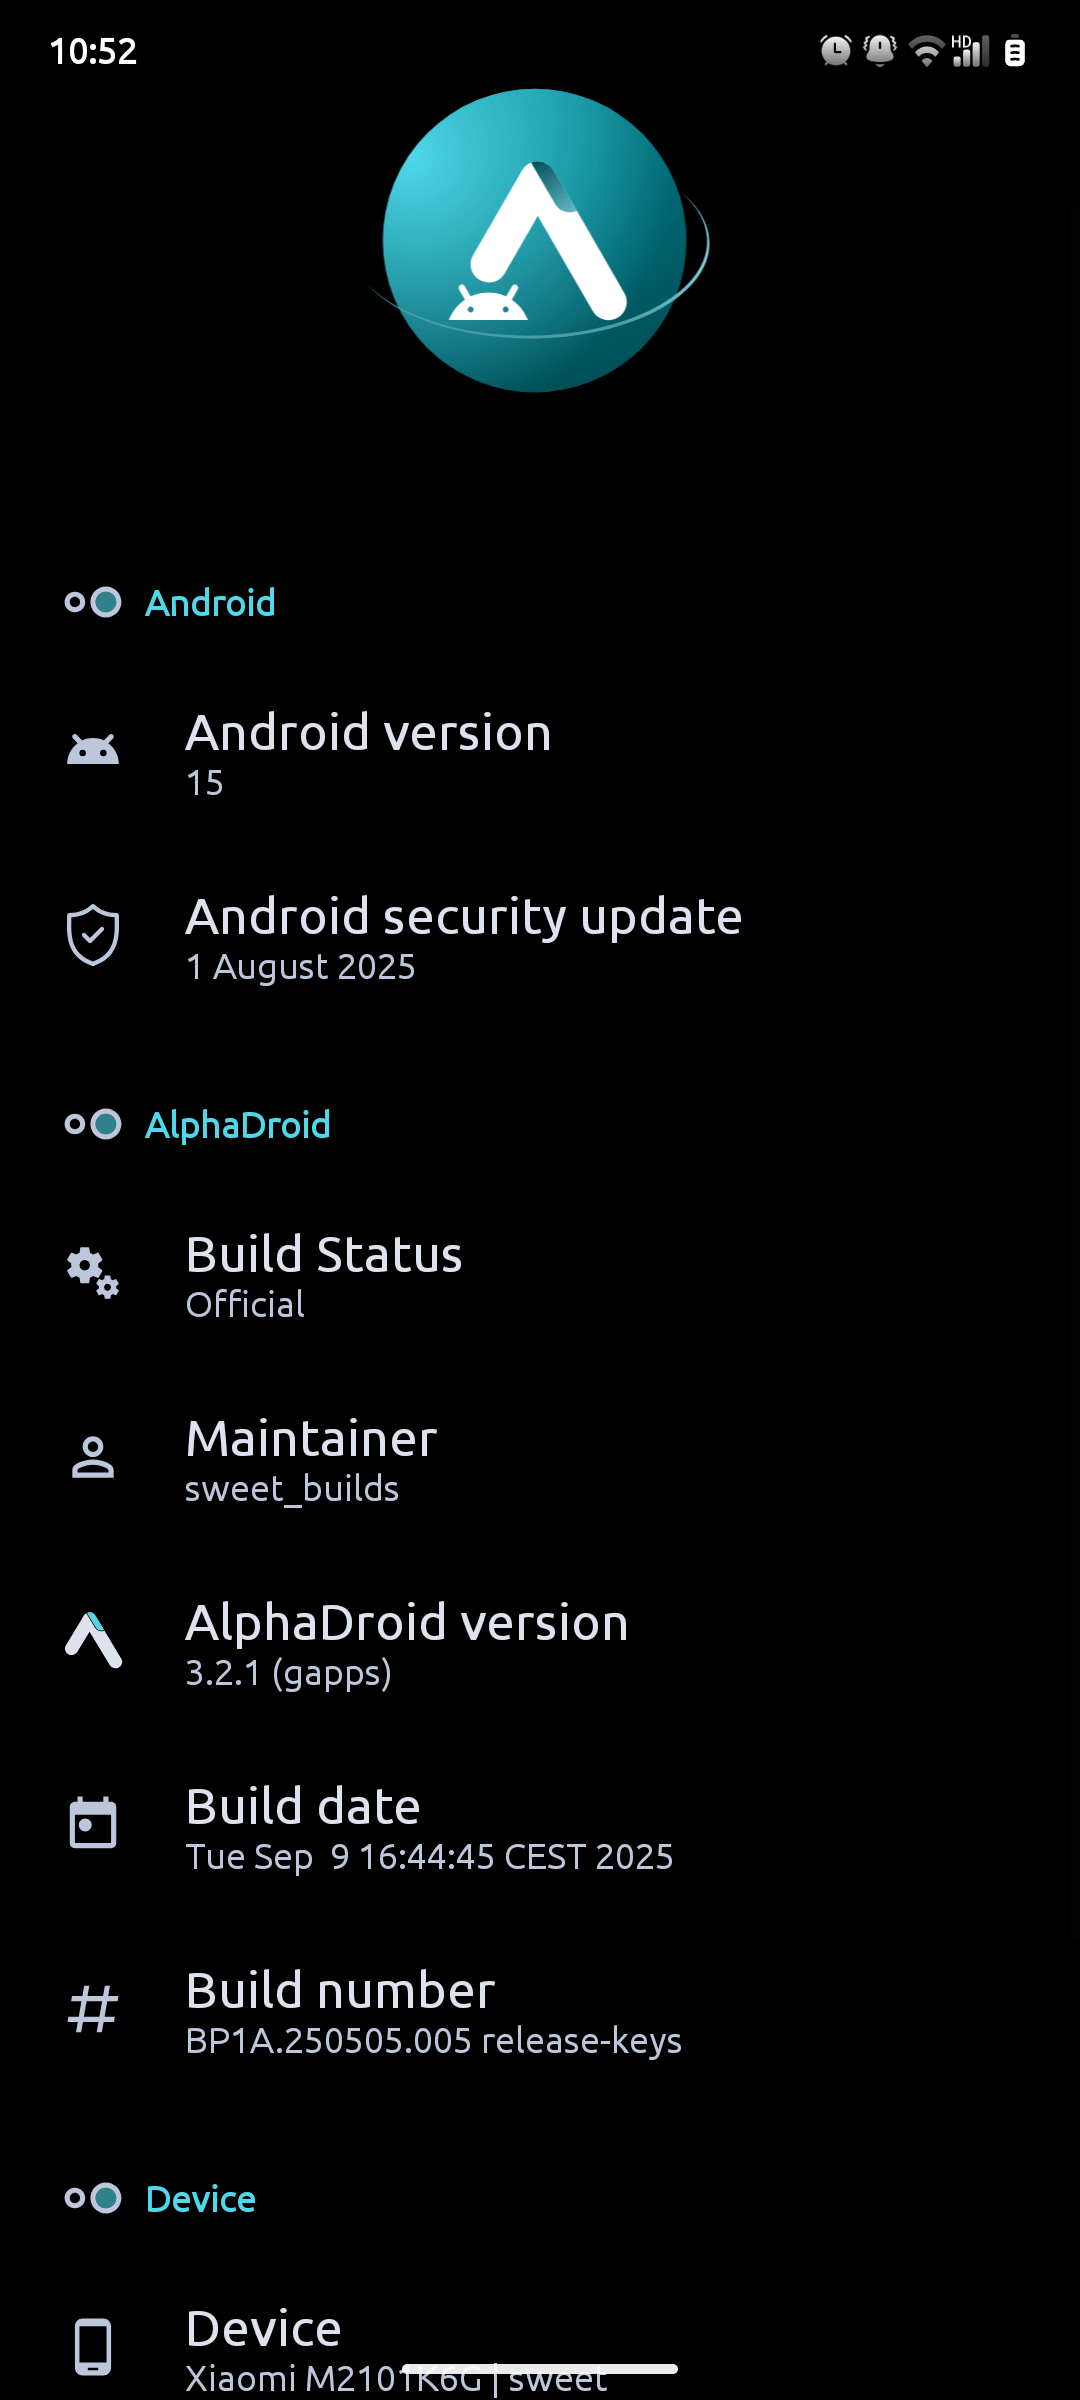 10:52
HD
Android
Android version
15
Android security update
1 August 2025
AlphaDroid
Build Status
Official
Maintainer
sweet_builds
AlphaDroid version
3.2.1 (gapps)
Build date
Tue Sep  9 16:44:45 CEST 2025
Build number
BP1A.250505.005 release-keys
Device
Device
Xiaomi M2101K6G | sweet